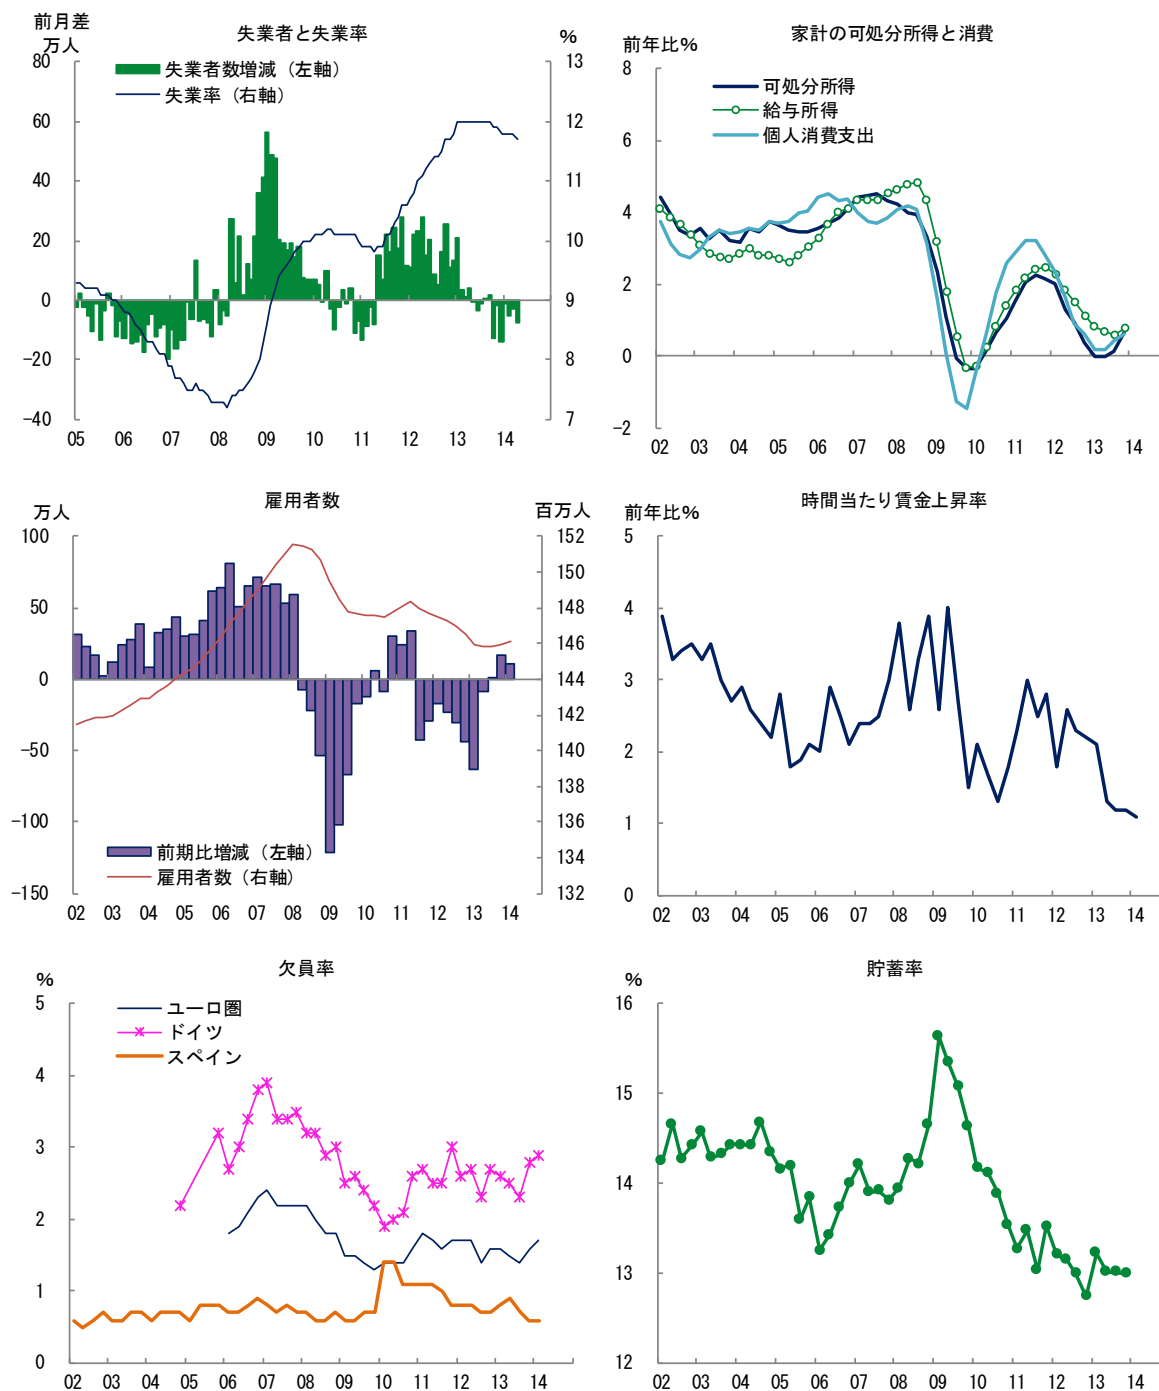 失業者と失業率
前月差
万人
%
80
60
40
20
0
−20
−40
13
12
11
10
9
8
7
失業者数増減（左軸）
失業率（右軸）
05 06 07 08 09 10 11 12 13 14
家計の可処分所得と消費
前年比%
8
6
4
2
0
−2
可処分所得
給与所得
個人消費支出
02 03 04 05 06 07 08 09 10 11 12 13 14
雇用者数
万人
百万人
100
50
0
−50
−100
−150
152
150
148
146
144
142
140
138
136
134
132
前期比増減（左軸）
雇用者数（右軸）
02 03 04 05 06 07 08 09 10 11 12 13 14
時間当たり賃金上昇率
前年比%
5
4
3
2
1
0
02 03 04 05 06 07 08 09 10 11 12 13 14
欠員率
%
5
4
3
2
1
0
ユーロ圏
ドイツ
スペイン
02 03 04 05 06 07 08 09 10 11 12 13 14
貯蓄率
%
16
15
14
13
12
02 03 04 05 06 07 08 09 10 11 12 13 14